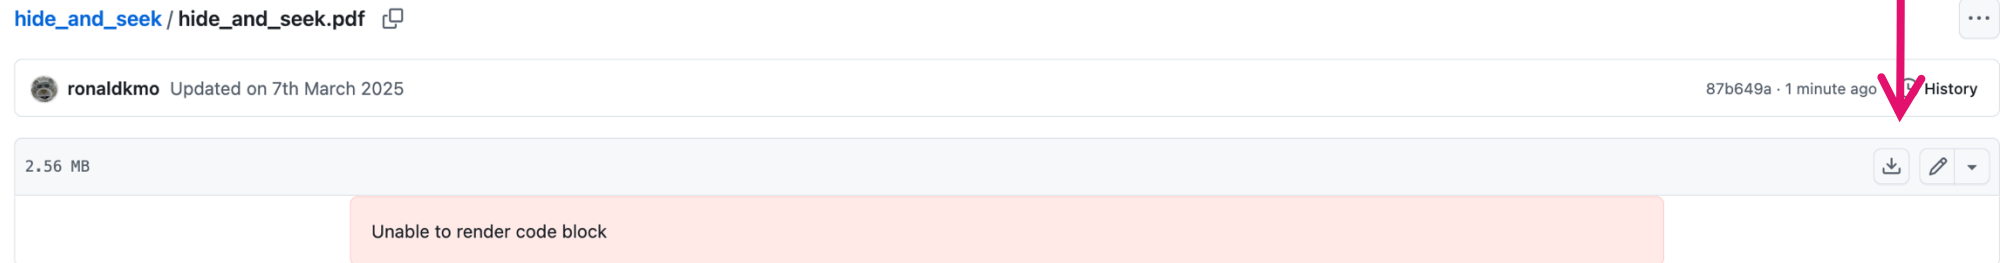 hide_and_seek / hide_and_seek.pdf
ronaldkmo Updated on 7th March 2025
87b649a · 1 minute ago History
2.56 MB
Unable to render code block